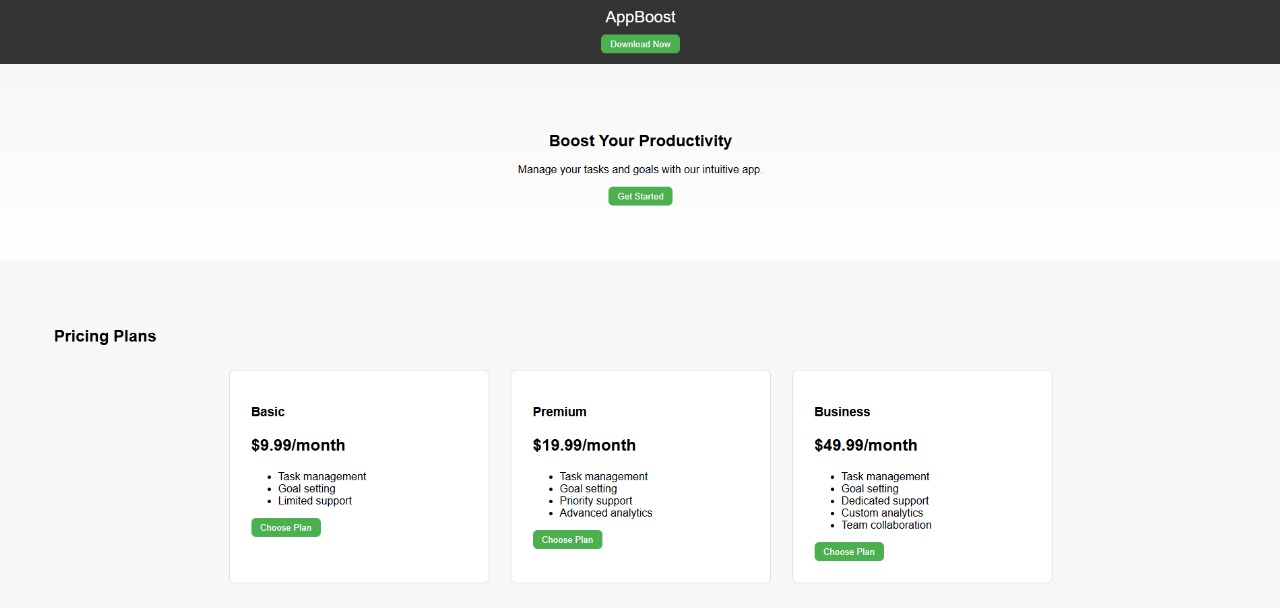 AppBoost
Download Now
Boost Your Productivity
Manage your tasks and goals with our intuitive app.
Get Started
Pricing Plans
Basic
$9.99/month
Task management
Goal setting
Limited support
Choose Plan
Premium
$19.99/month
Task management
Goal setting
Priority support
Advanced analytics
Choose Plan
Business
$49.99/month
Task management
Goal setting
Dedicated support
Custom analytics
Team collaboration
Choose Plan